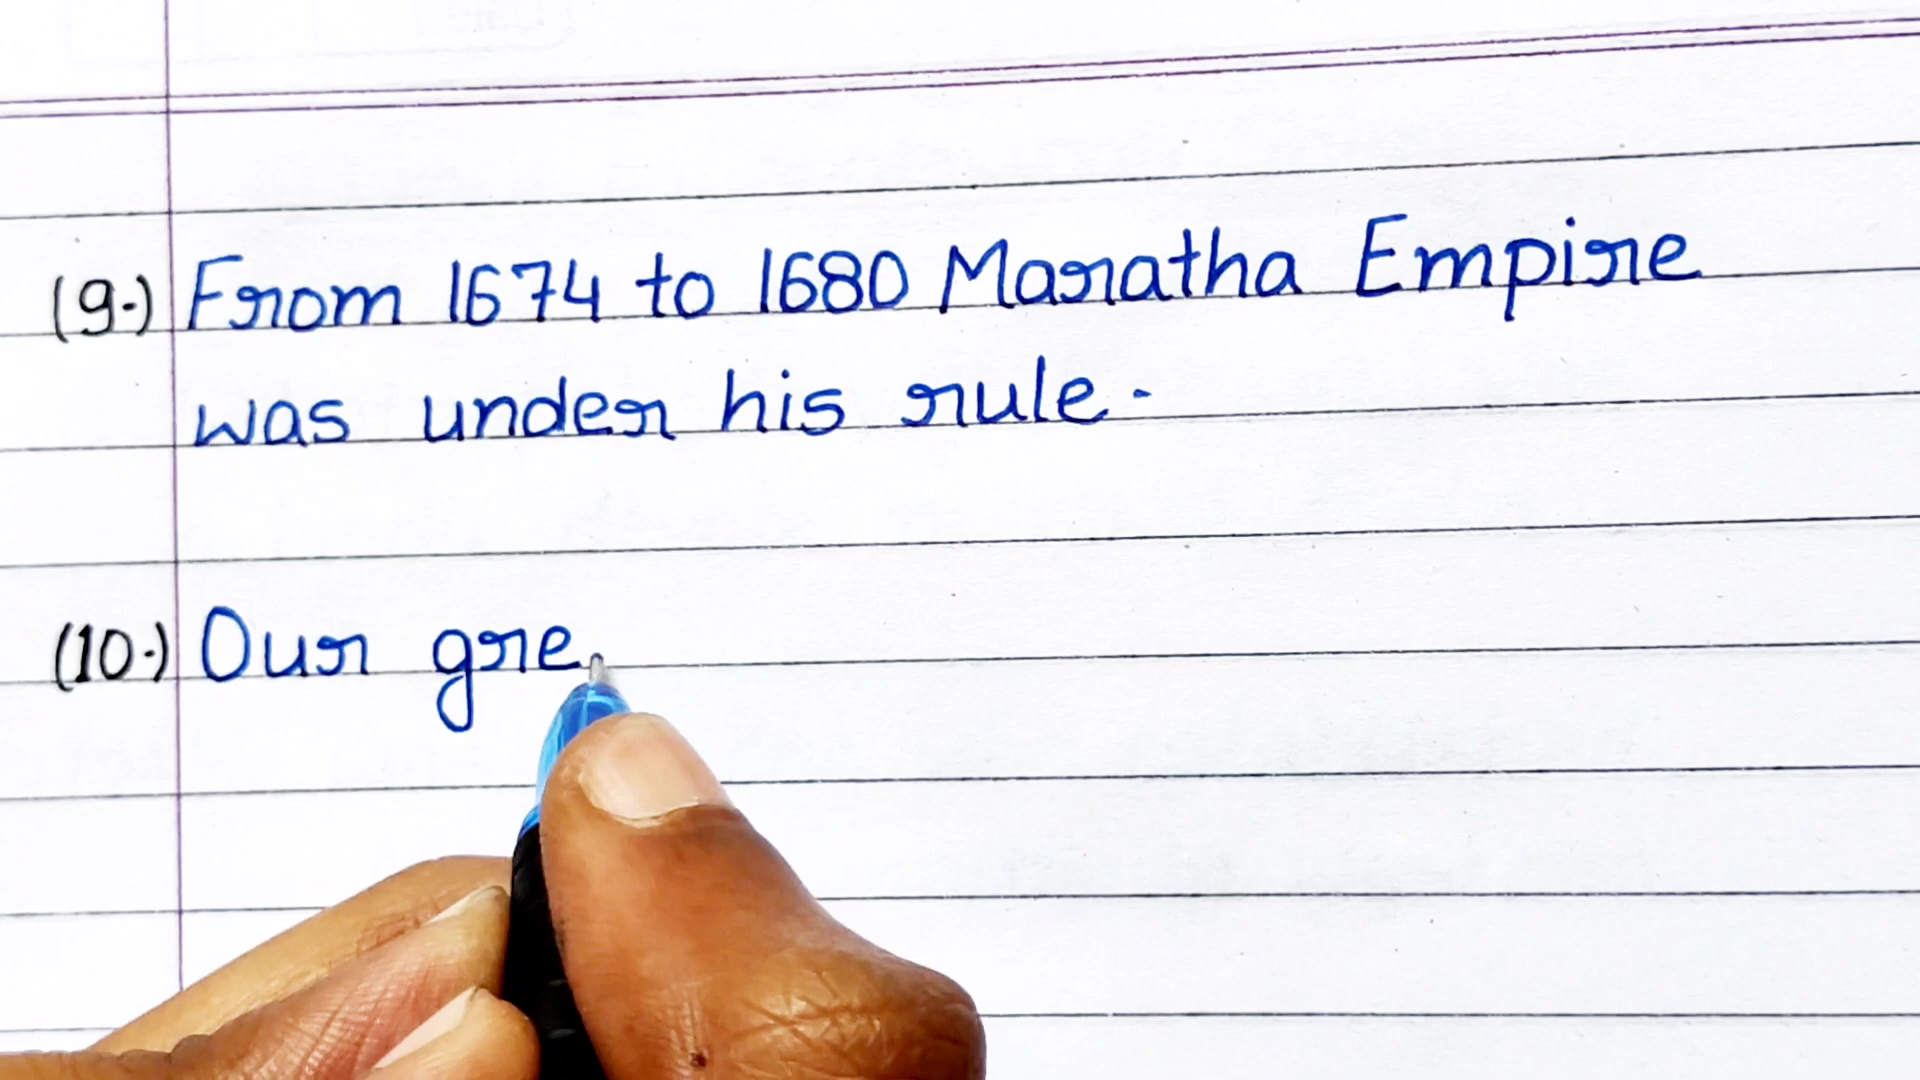 (9.) From 1674 to 1680 Maratha Empire
was under his rule.
(10.) Our gre